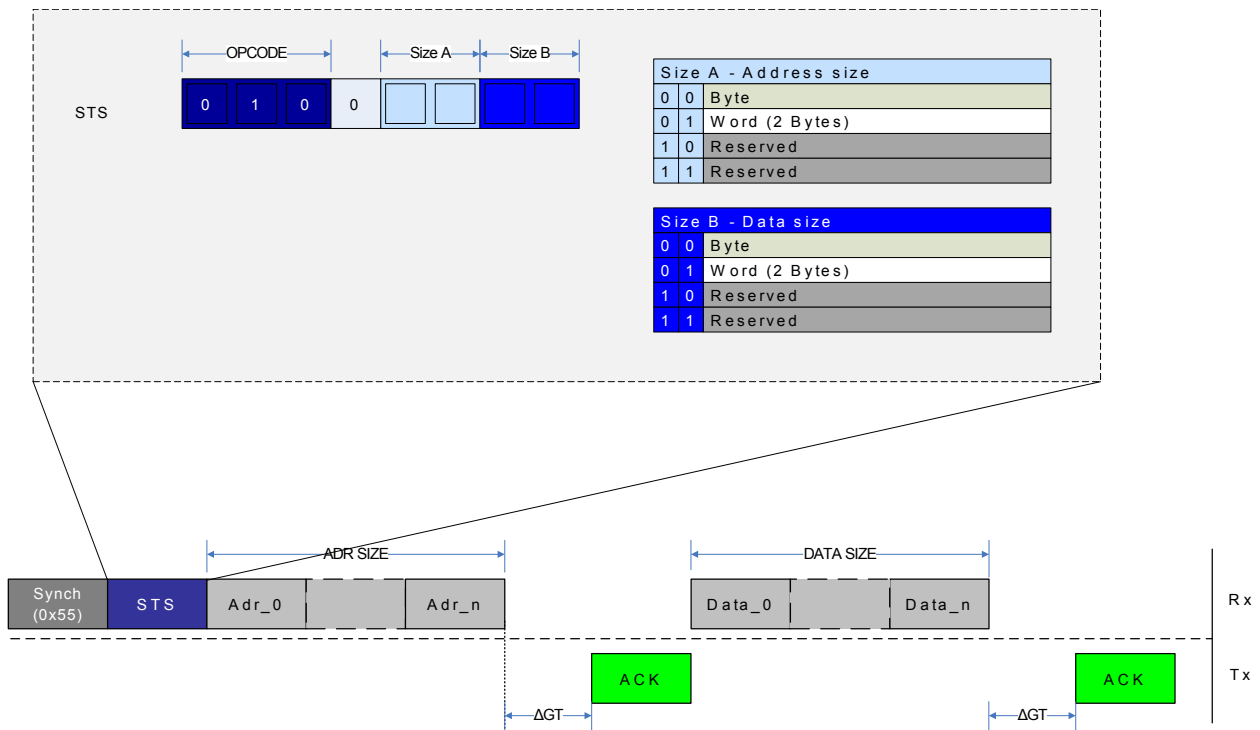 OPCODE Size A Size B
STS 0 1 0 0
Size A - Address size
0 0 Byte
0 1 Word (2 Bytes)
1 0 Reserved
1 1 Reserved
Size B - Data size
0 0 Byte
0 1 Word (2 Bytes)
1 0 Reserved
1 1 Reserved
ADR SIZE DATA SIZE
Synch
(0x55)
STS Adr_0 Adr_n Data_0 Data_n Rx
ACK ACK Tx
ΔGT ΔGT